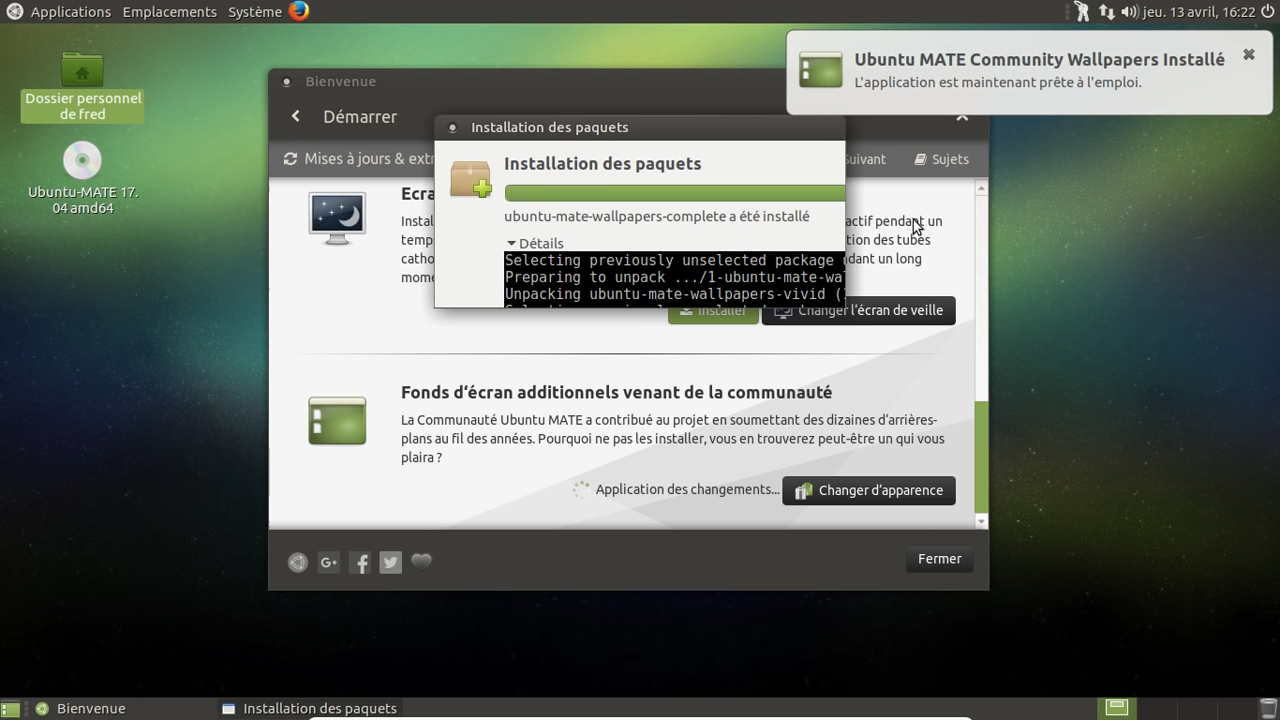 Applications Emplacements Système
jeu. 13 avril, 16:22
Ubuntu MATE Community Wallpapers Installé
L'application est maintenant prête à l'emploi.
Dossier personnel
de fred
Ubuntu-MATE 17.
04 amd64
Bienvenue
Démarrer
Mises à jours & extr
Suivant
Sujets
Installation des paquets
Installation des paquets
ubuntu-mate-wallpapers-complete a été installé
Détails
Selecting previously unselected package
Preparing to unpack .../1-ubuntu-mate-wal
Unpacking ubuntu-mate-wallpapers-vivid (
Ecra
Instal
actif pendant un
temp
tion des tubes
catho
ndant un long
mome
Installer
Changer l'écran de veille
Fonds d‘écran additionnels venant de la communauté
La Communauté Ubuntu MATE a contribué au projet en soumettant des dizaines d’arrières-
plans au fil des années. Pourquoi ne pas les installer, vous en trouverez peut-être un qui vous
plaira ?
Application des changements...
Changer d’apparence
G+
Fermer
Bienvenue
Installation des paquets